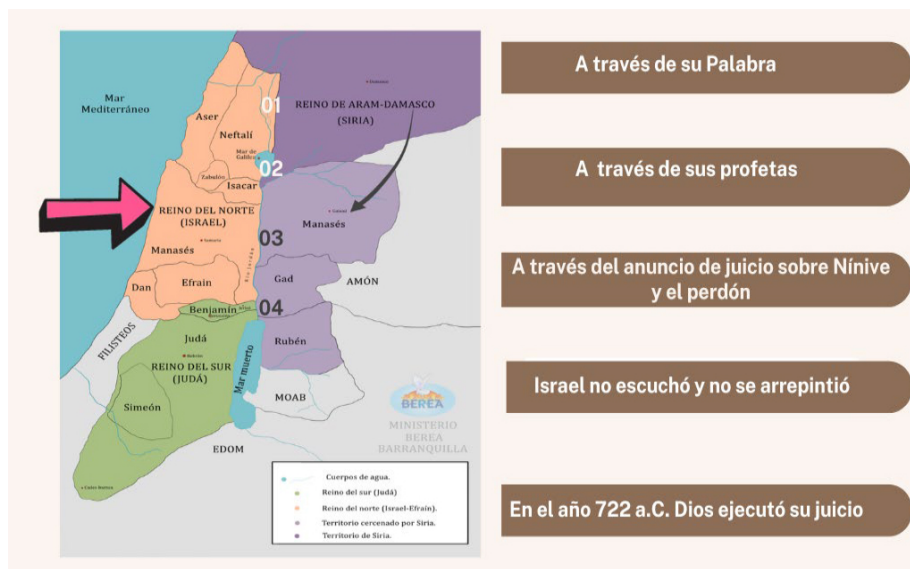 Mar
Mediterráneo
Aser
Neftalí
Mar de
Galilea
Zabulón
Isacar
REINO DEL NORTE
(ISRAEL)
Samaria
Manasés
Dan
Efraín
Río Jordán
Benjamín
01
02
03
04
REINO DE ARAM-DAMASCO
(SIRIA)
Damasco
Manasés
Gad
AMÓN
Rubén
FILISTEOS
Judá
Hebrón
REINO DEL SUR
(JUDÁ)
Simeón
Mar muerto
MOAB
EDOM
BEREA
MINISTERIO
BEREA
BARRANQUILLA
Cuerpos de agua.
Reino del sur (Judá)
Reino del norte (Israel-Efraín).
Territorio cercenado por Siria.
Territorio de Siria.
A través de su Palabra
A través de sus profetas
A través del anuncio de juicio sobre Nínive
y el perdón
Israel no escuchó y no se arrepintió
En el año 722 a.C. Dios ejecutó su juicio